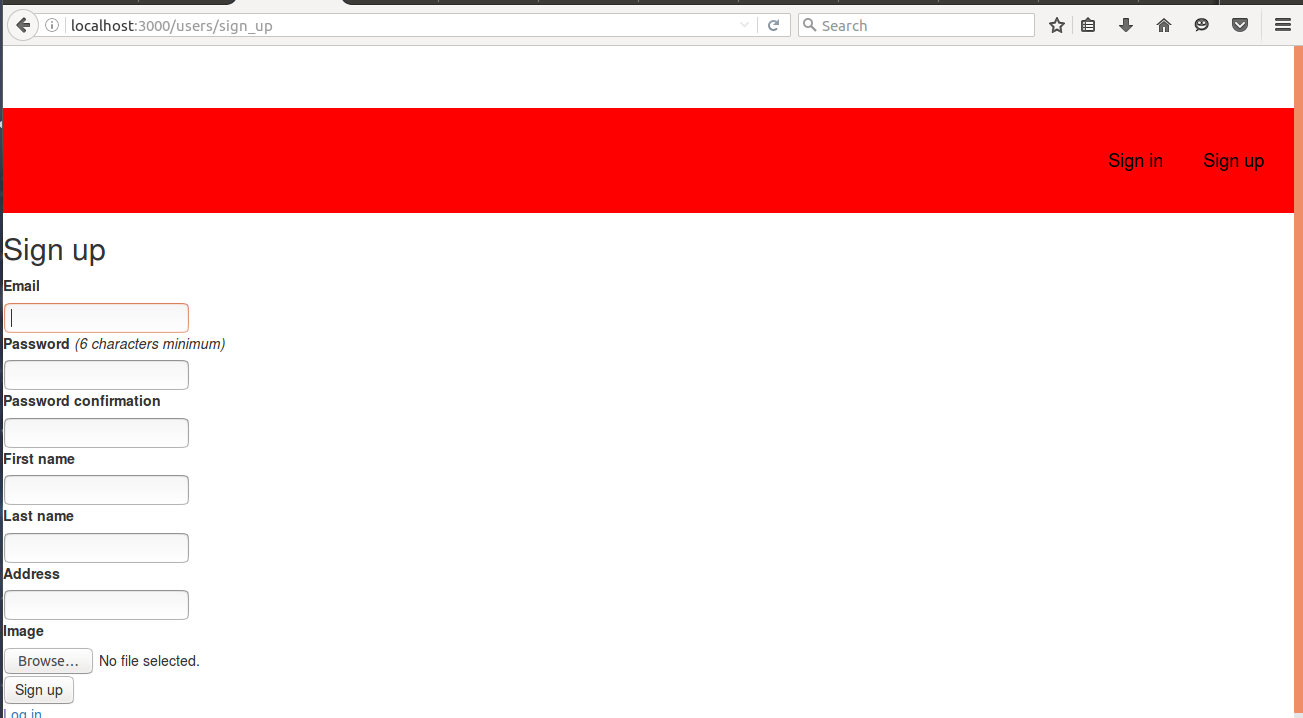 localhost:3000/users/sign_up
Search
Sign in
Sign up
Sign up
Email
Password (6 characters minimum)
Password confirmation
First name
Last name
Address
Image
Browse... No file selected.
Sign up
Log in